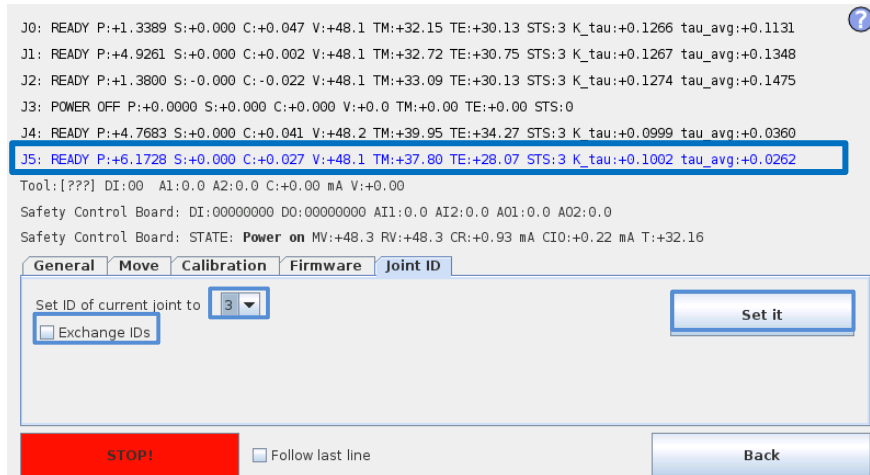 J0: READY P:+1.3389 S:+0.000 C:+0.047 V:+48.1 TM:+32.15 TE:+30.13 STS:3 K_tau:+0.1266 tau_avg:+0.1131
?
J1: READY P:+4.9261 S:+0.000 C:+0.002 V:+48.1 TM:+32.72 TE:+30.75 STS:3 K_tau:+0.1267 tau_avg:+0.1348
J2: READY P:+1.3800 S:-0.000 C:-0.022 V:+48.1 TM:+33.09 TE:+30.13 STS:3 K_tau:+0.1274 tau_avg:+0.1475
J3: POWER OFF P:+0.0000 S:+0.000 C:+0.000 V:+0.0 TM:+0.00 TE:+0.00 STS:0
J4: READY P:+4.7683 S:+0.000 C:+0.041 V:+48.2 TM:+39.95 TE:+34.27 STS:3 K_tau:+0.0999 tau_avg:+0.0360
J5: READY P:+6.1728 S:+0.000 C:+0.027 V:+48.1 TM:+37.80 TE:+28.07 STS:3 K_tau:+0.1002 tau_avg:+0.0262
Tool:[???] DI:00 A1:0.0 A2:0.0 C:+0.00 mA V:+0.00
Safety Control Board: DI:00000000 DO:00000000 AI1:0.0 AI2:0.0 AO1:0.0 AO2:0.0
Safety Control Board: STATE: Power on MV:+48.3 RV:+48.3 CR:+0.93 mA CIO:+0.22 mA T:+32.16
General Move Calibration Firmware Joint ID
Set ID of current joint to 3
Set it
Exchange IDs
STOP! Follow last line Back